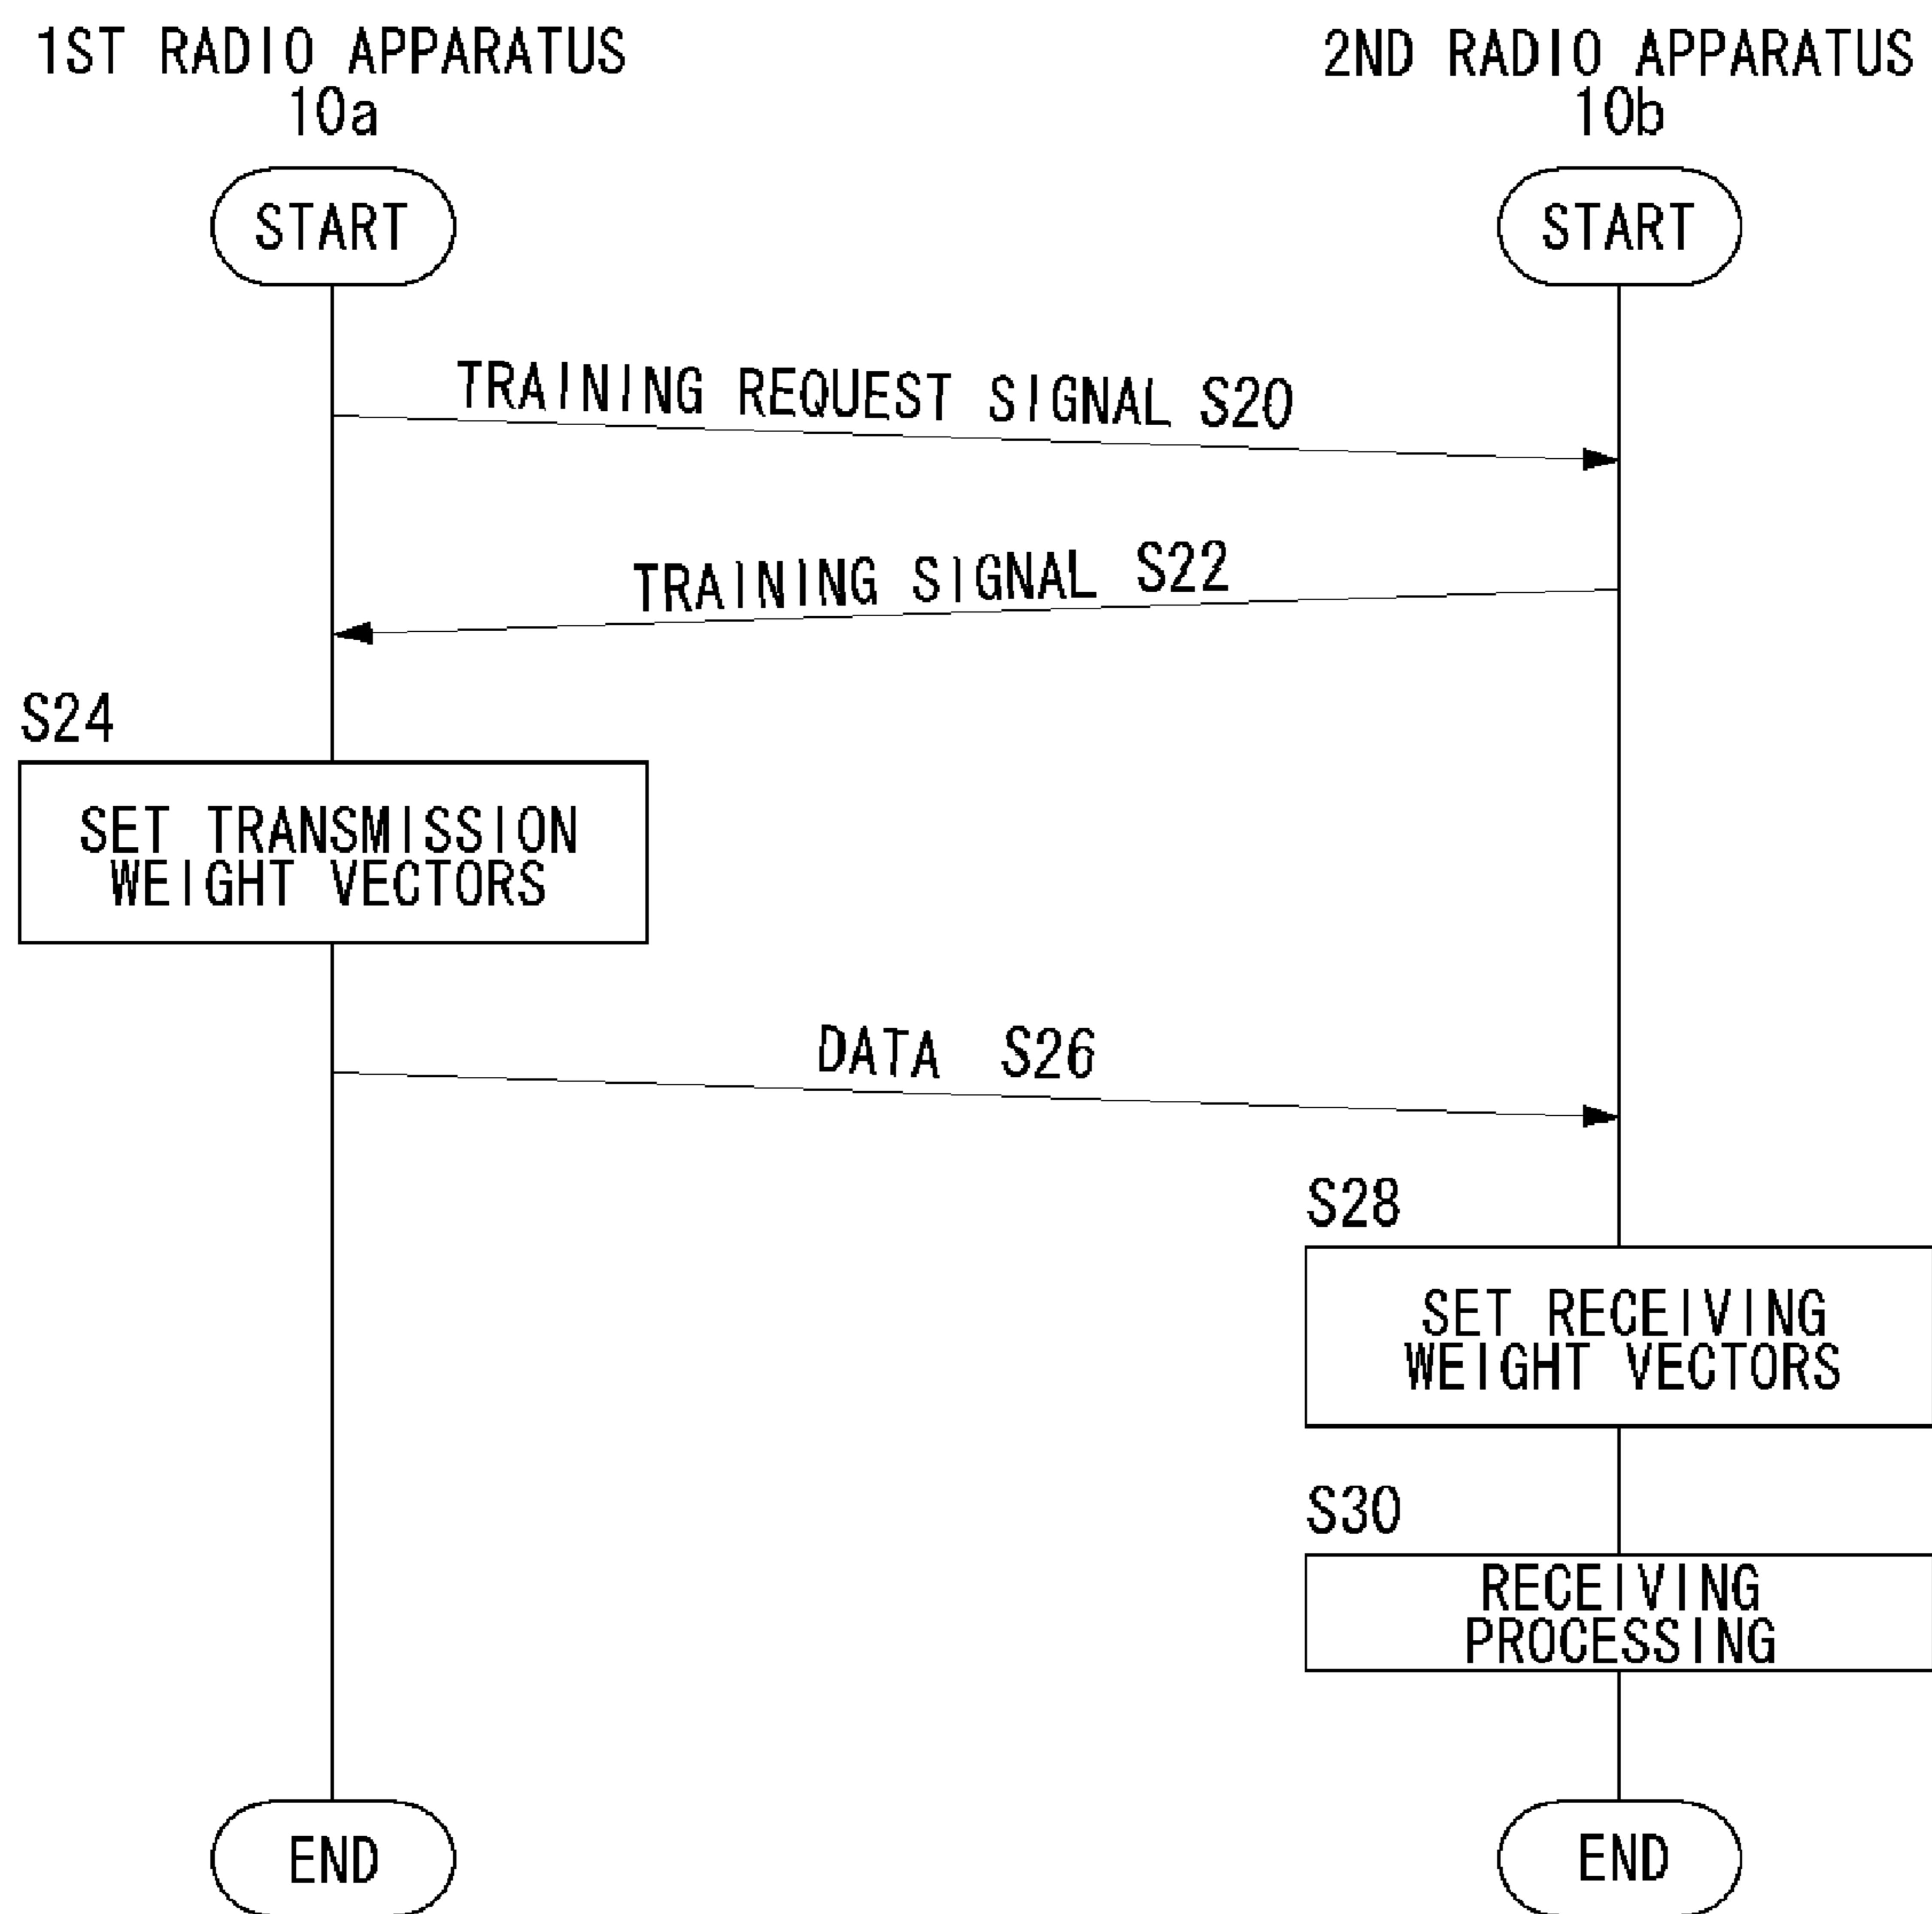 1ST RADIO APPARATUS
10a
2ND RADIO APPARATUS
10b
START
START
TRAINING REQUEST SIGNAL S20
TRAINING SIGNAL S22
S24
SET TRANSMISSION
WEIGHT VECTORS
DATA S26
S28
SET RECEIVING
WEIGHT VECTORS
S30
RECEIVING
PROCESSING
END
END